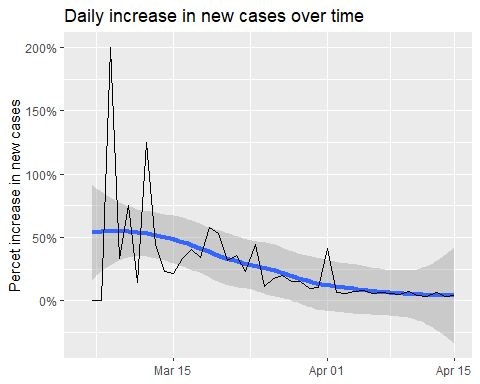 Daily increase in new cases over time
Percet increase in new cases
200%
150%
100%
50%
0%
Mar 15
Apr 01
Apr 15